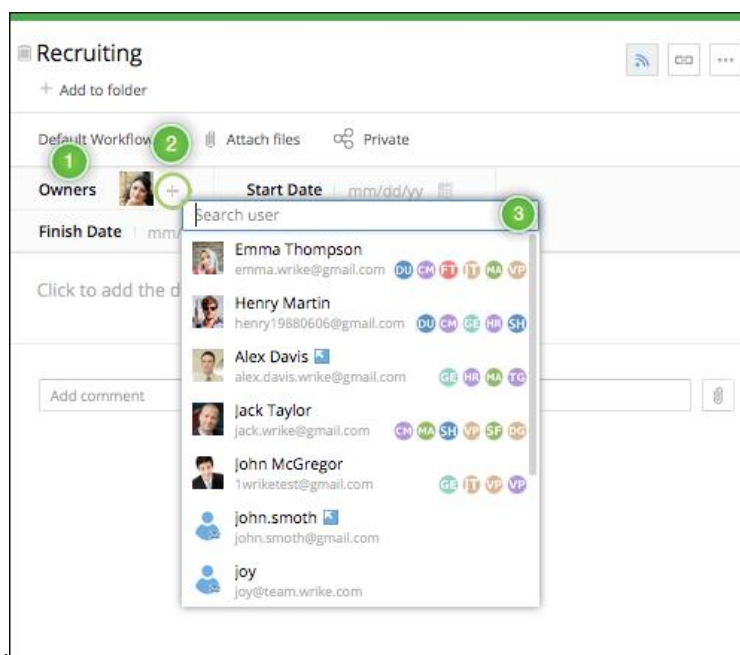 Recruiting
+ Add to folder
Default Workflow
Attach files
Private
1
2
Owners
+
Start Date
mm/dd/yy
3
Search user
Finish Date
mm/
Click to add the d
Emma Thompson
emma.wrike@gmail.com
DU CM FT IT MA VP
Henry Martin
henry19880606@gmail.com
DU CM GE HR SH
Alex Davis
alex.davis.wrike@gmail.com
GE HR MA TG
Jack Taylor
jack.wrike@gmail.com
CM MA SH VP SF DG
John McGregor
1wriketest@gmail.com
GE IT VP VP
john.smoth
john.smoth@gmail.com
joy
joy@team.wrike.com
Add comment